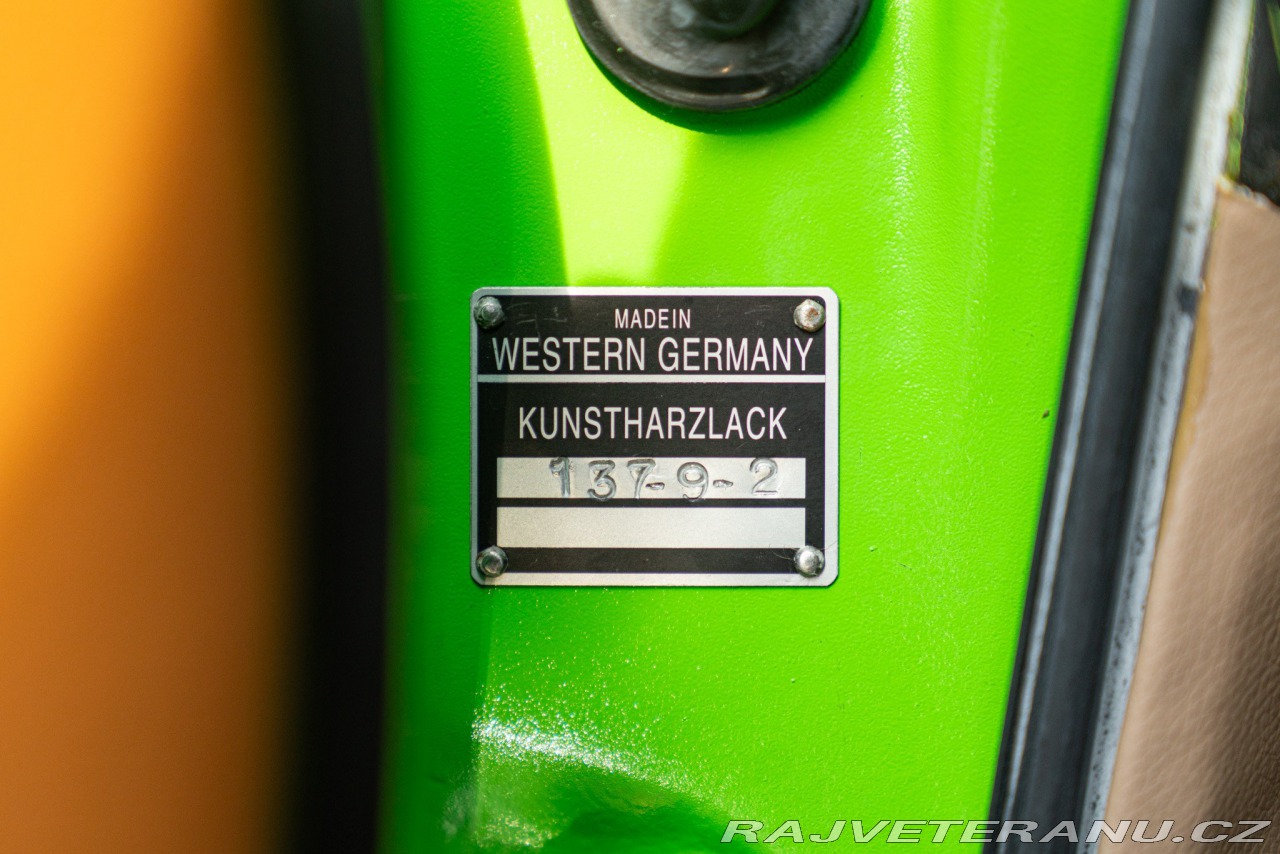 MADEIN
WESTERN GERMANY
KUNSTHARZLACK
137-9-2
RAJVETERANU.CZ